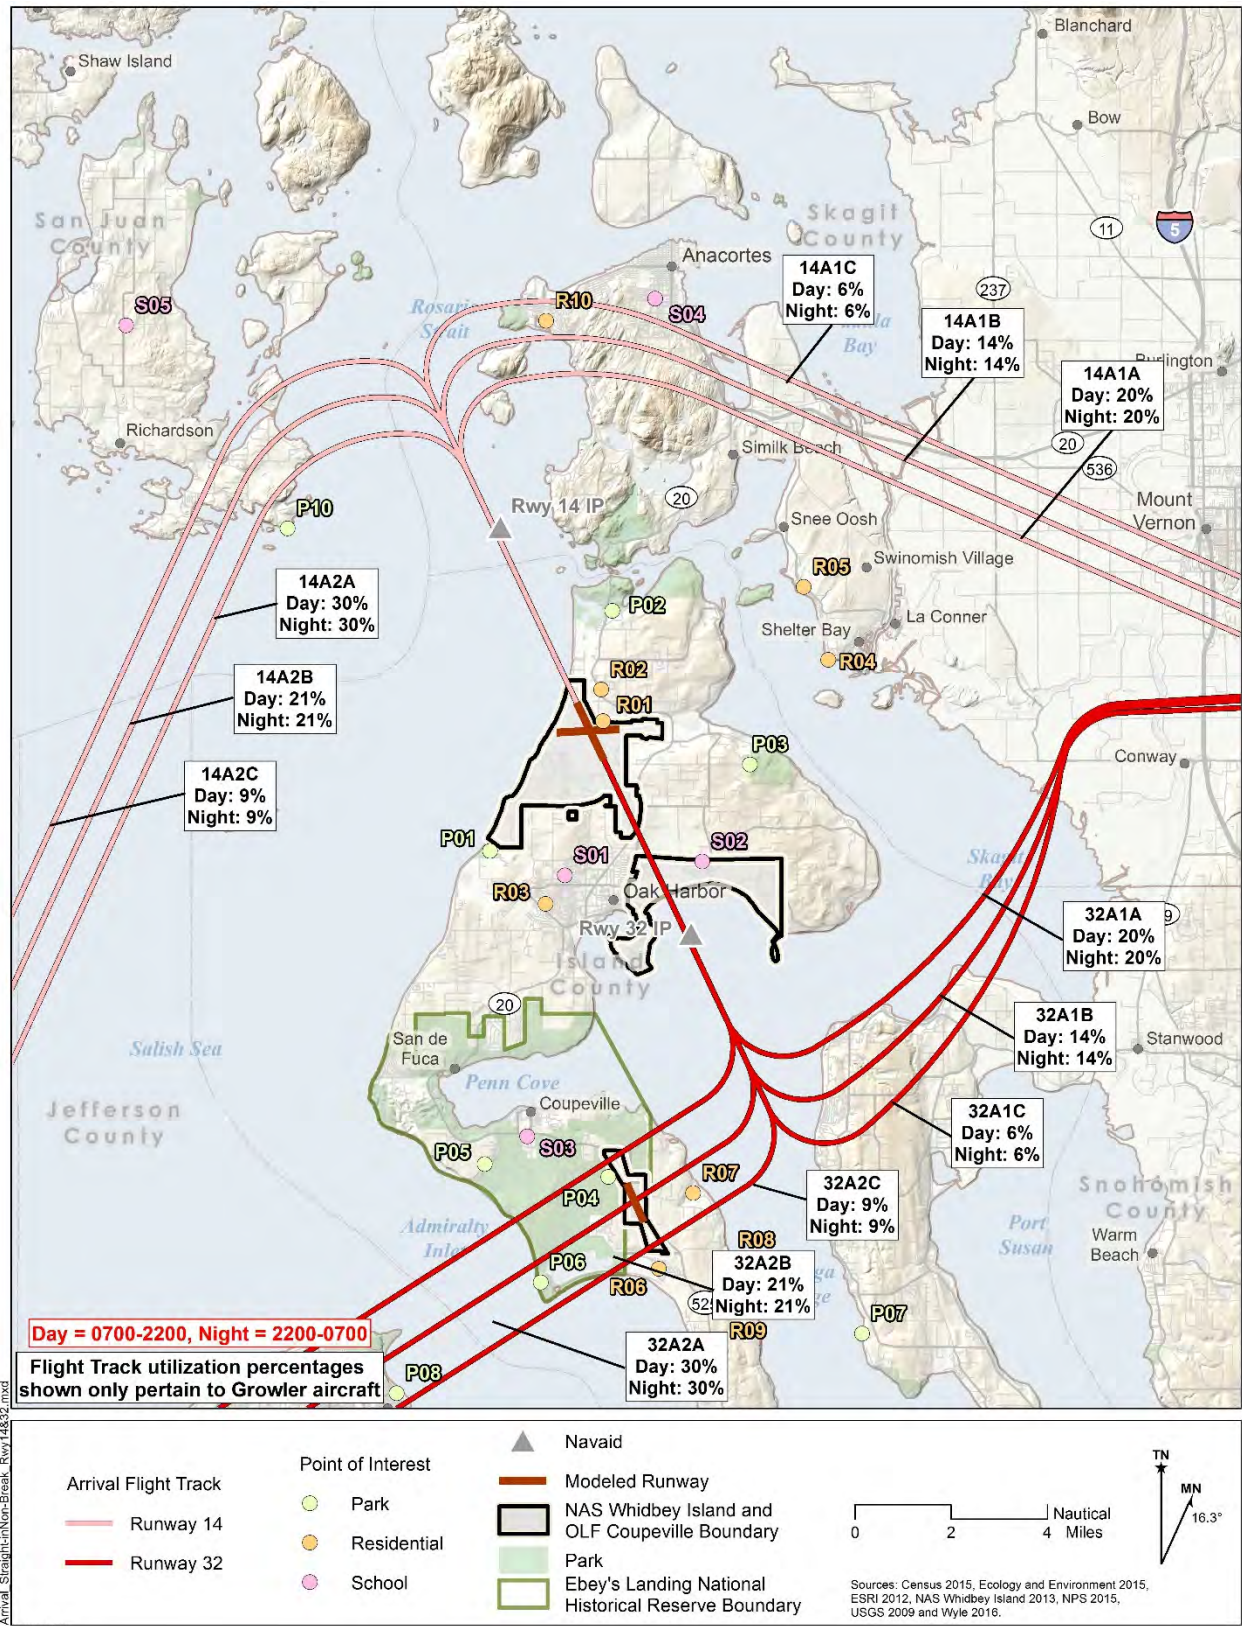 Blanchard
Shaw Island
Bow
San Juan
County
Skagit
County
11
5
Anacortes
14A1C
Day: 6%
Night: 6%
237
S05
Rosario
Strait
R10
S04
Bay
14A1B
Day: 14%
Night: 14%
Burlington
14A1A
Day: 20%
Night: 20%
Richardson
20
Similk Beach
536
P10
Rwy 14 IP
20
Mount
Vernon
Snee Oosh
Swinomish Village
14A2A
Day: 30%
Night: 30%
R05
P02
La Conner
Shelter Bay
R04
14A2B
Day: 21%
Night: 21%
R02
R01
P03
Conway
14A2C
Day: 9%
Night: 9%
P01
S01
S02
Skagit
Bay
R03
Oak Harbor
32A1A
Day: 20%
Night: 20%
9
Rwy 32 IP
Island
County
20
32A1B
Day: 14%
Night: 14%
Stanwood
San de
Fuca
Salish Sea
Penn Cove
Jefferson
County
Coupeville
32A1C
Day: 6%
Night: 6%
S03
P05
P04
R07
32A2C
Day: 9%
Night: 9%
Snohomish
County
Admiralty
Inlet
Port
Susan
Warm
Beach
R08
P06
R06
32A2B
Day: 21%
Night: 21%
525
P07
R09
Day = 0700-2200, Night = 2200-0700
32A2A
Day: 30%
Night: 30%
Flight Track utilization percentages
shown only pertain to Growler aircraft
P08
Arrival_Straight-inNon-Break_Rwy14&32.mxd
Arrival Flight Track
Runway 14
Runway 32
Point of Interest
Park
Residential
School
Navaid
Modeled Runway
NAS Whidbey Island and
OLF Coupeville Boundary
Park
Ebey's Landing National
Historical Reserve Boundary
0 2 4
Nautical
Miles
TN
MN
16.3°
Sources: Census 2015, Ecology and Environment 2015,
ESRI 2012, NAS Whidbey Island 2013, NPS 2015,
USGS 2009 and Wyle 2016.